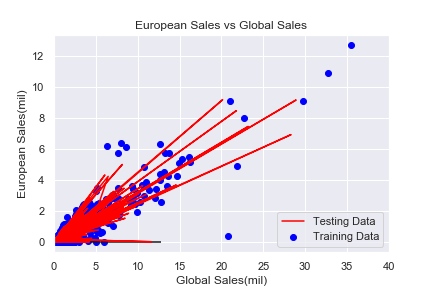 European Sales vs Global Sales
European Sales(mil)
12
10
8
6
4
2
0
0 5 10 15 20 25 30 35 40
Global Sales(mil)
Testing Data
Training Data